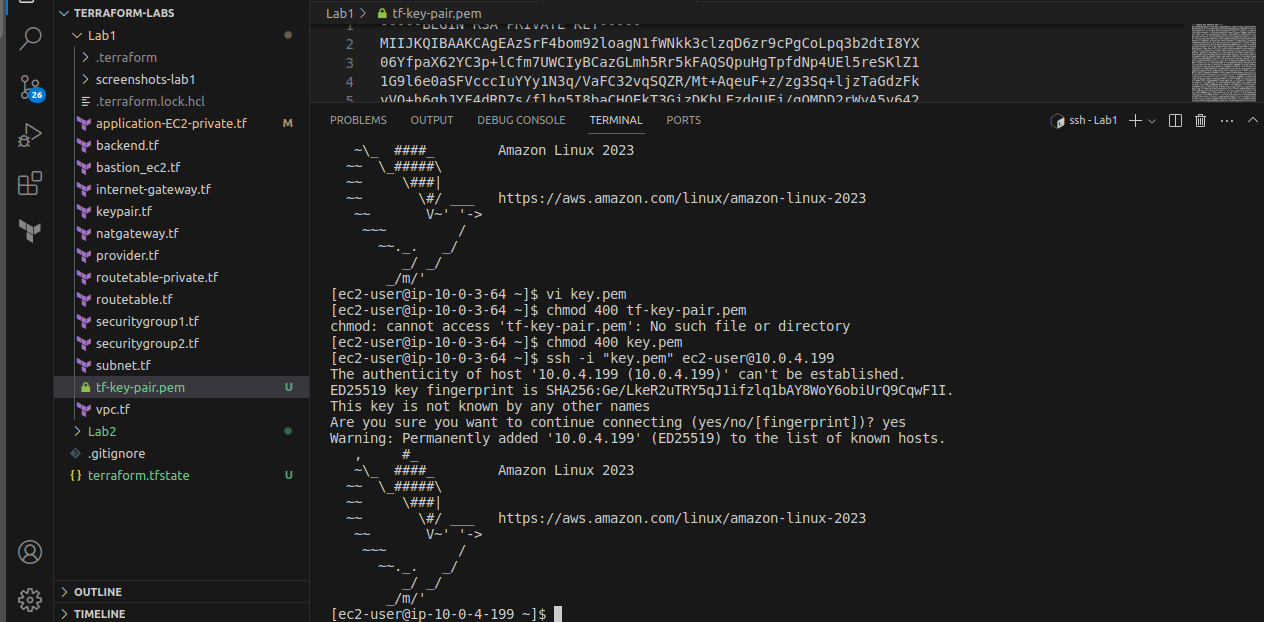 TERRAFORM-LABS
Lab1
.terraform
screenshots-lab1
.terraform.lock.hcl
application-EC2-private.tf M
backend.tf
bastion_ec2.tf
internet-gateway.tf
keypair.tf
natgateway.tf
provider.tf
routetable-private.tf
routetable.tf
securitygroup1.tf
securitygroup2.tf
subnet.tf
tf-key-pair.pem U
vpc.tf
Lab2
.gitignore
{} terraform.tfstate U
OUTLINE
TIMELINE
26
Lab1 > tf-key-pair.pem
1 -----BEGIN RSA PRIVATE KEY-----
2 MIIJKQIBAAKCAgEAzSrF4bom92loagN1fWNkk3clzqD6zr9cPgCoLpq3b2dtI8YX
3 06YfpaX62YC3p+lCfm7UWCIyBCazGLmh5Rr5kFAQSQpuHgTpfdNp4UEl5reSKlZ1
4 1G9l6e0aSFVcccIuYYy1N3q/VaFC32vqSQZR/Mt+AqeuF+z/zg3Sq+ljzTaGdzFk
5
PROBLEMS OUTPUT DEBUG CONSOLE TERMINAL PORTS
ssh - Lab1
~\_ ####_ Amazon Linux 2023
~~ \_#####\
~~ \###|
~~ \#/ ___ https://aws.amazon.com/linux/amazon-linux-2023
~~ V~' '->
~~~ /
~~._. _/
_/ _/
_/m/'
[ec2-user@ip-10-0-3-64 ~]$ vi key.pem
[ec2-user@ip-10-0-3-64 ~]$ chmod 400 tf-key-pair.pem
chmod: cannot access 'tf-key-pair.pem': No such file or directory
[ec2-user@ip-10-0-3-64 ~]$ chmod 400 key.pem
[ec2-user@ip-10-0-3-64 ~]$ ssh -i "key.pem" ec2-user@10.0.4.199
The authenticity of host '10.0.4.199 (10.0.4.199)' can't be established.
ED25519 key fingerprint is SHA256:Ge/LkeR2uTRY5qJ1ifzlq1bAY8WoY6obiUrQ9CqwF1I.
This key is not known by any other names
Are you sure you want to continue connecting (yes/no/[fingerprint])? yes
Warning: Permanently added '10.0.4.199' (ED25519) to the list of known hosts.
, #_
~\_ ####_ Amazon Linux 2023
~~ \_#####\
~~ \###|
~~ \#/ ___ https://aws.amazon.com/linux/amazon-linux-2023
~~ V~' '->
~~~ /
~~._. _/
_/ _/
_/m/'
[ec2-user@ip-10-0-4-199 ~]$